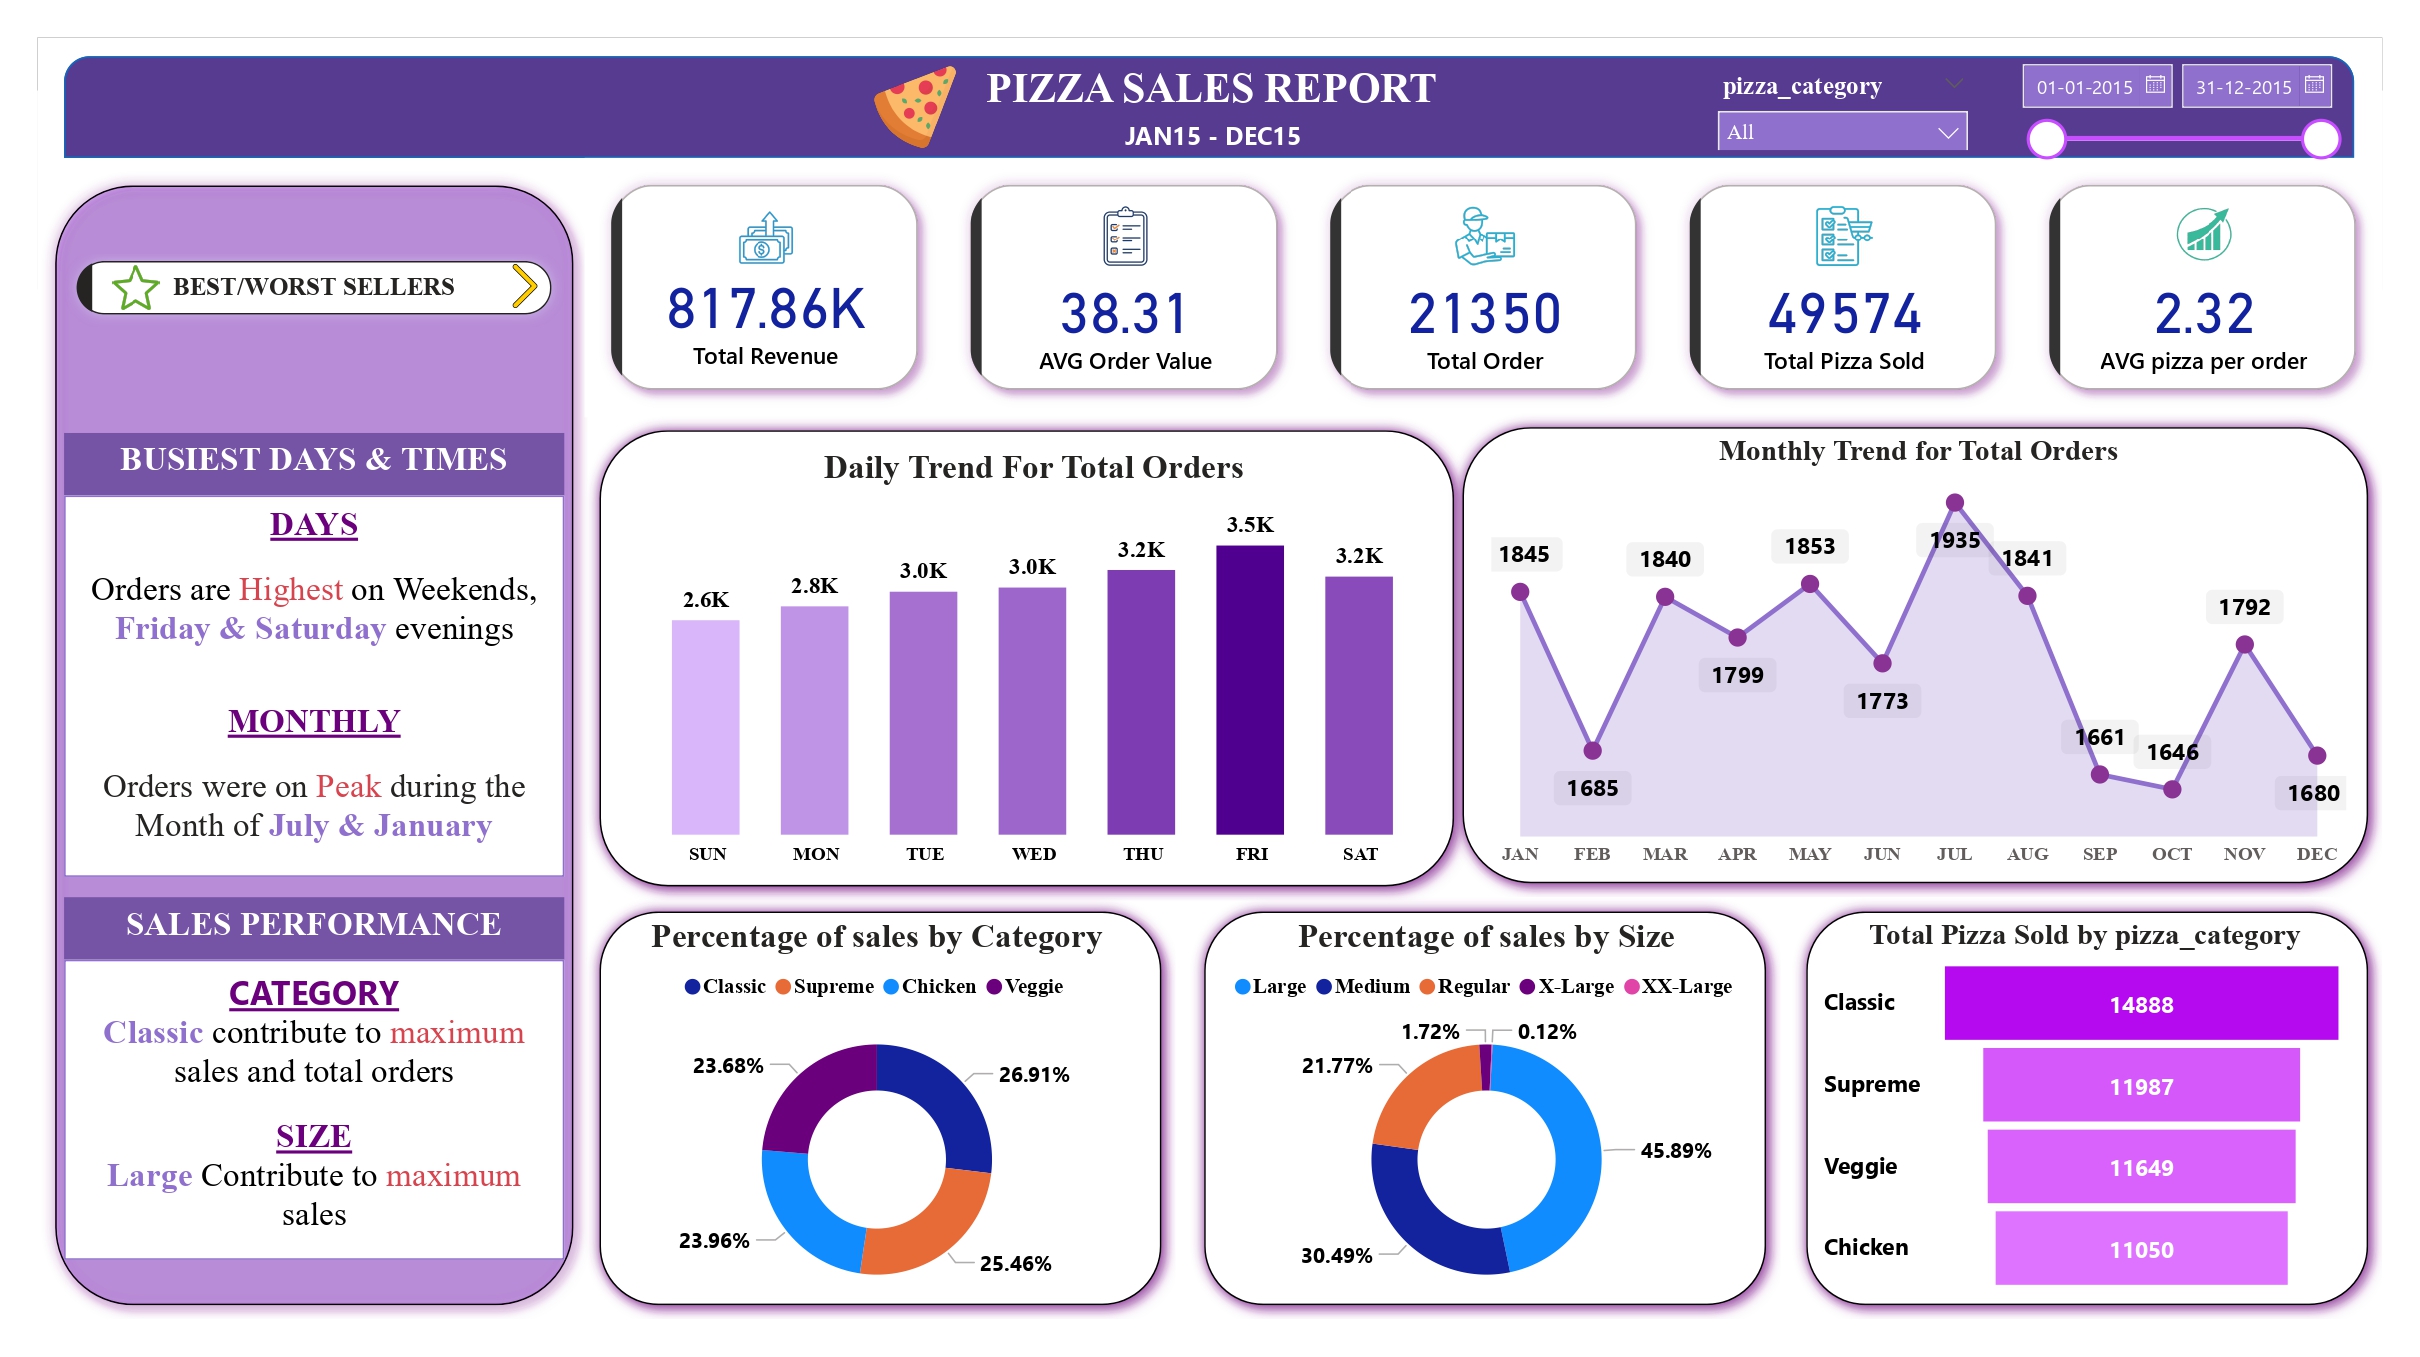 PIZZA SALES REPORT
JAN15 - DEC15
pizza_category
All
01-01-2015
31-12-2015
BEST/WORST SELLERS
817.86K
Total Revenue
38.31
AVG Order Value
21350
Total Order
49574
Total Pizza Sold
2.32
AVG pizza per order
BUSIEST DAYS & TIMES
DAYS
Orders are Highest on Weekends,
Friday & Saturday evenings
MONTHLY
Orders were on Peak during the
Month of July & January
SALES PERFORMANCE
CATEGORY
Classic contribute to maximum
sales and total orders
SIZE
Large Contribute to maximum
sales
Daily Trend For Total Orders
2.6K 2.8K 3.0K 3.0K 3.2K 3.5K 3.2K
SUN MON TUE WED THU FRI SAT
Monthly Trend for Total Orders
1845 1685 1840 1799 1853 1773 1935 1841 1661 1646 1792 1680
JAN FEB MAR APR MAY JUN JUL AUG SEP OCT NOV DEC
Percentage of sales by Category
Classic Supreme Chicken Veggie
23.68% 26.91%
23.96% 25.46%
Percentage of sales by Size
Large Medium Regular X-Large XX-Large
1.72% 0.12%
21.77%
45.89%
30.49%
Total Pizza Sold by pizza_category
Classic 14888
Supreme 11987
Veggie 11649
Chicken 11050